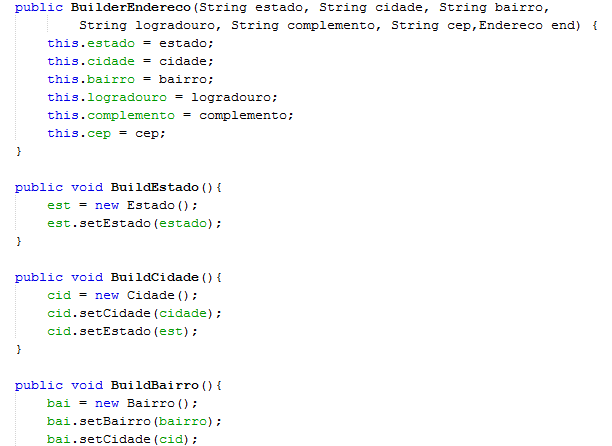 public BuilderEndereco(String estado, String cidade, String bairro,
String logradouro, String complemento, String cep,Endereco end) {
this.estado = estado;
this.cidade = cidade;
this.bairro = bairro;
this.logradouro = logradouro;
this.complemento = complemento;
this.cep = cep;
}
public void BuildEstado(){
est = new Estado();
est.setEstado(estado);
}
public void BuildCidade(){
cid = new Cidade();
cid.setCidade(cidade);
cid.setEstado(est);
}
public void BuildBairro(){
bai = new Bairro();
bai.setBairro(bairro);
bai.setCidade(cid);